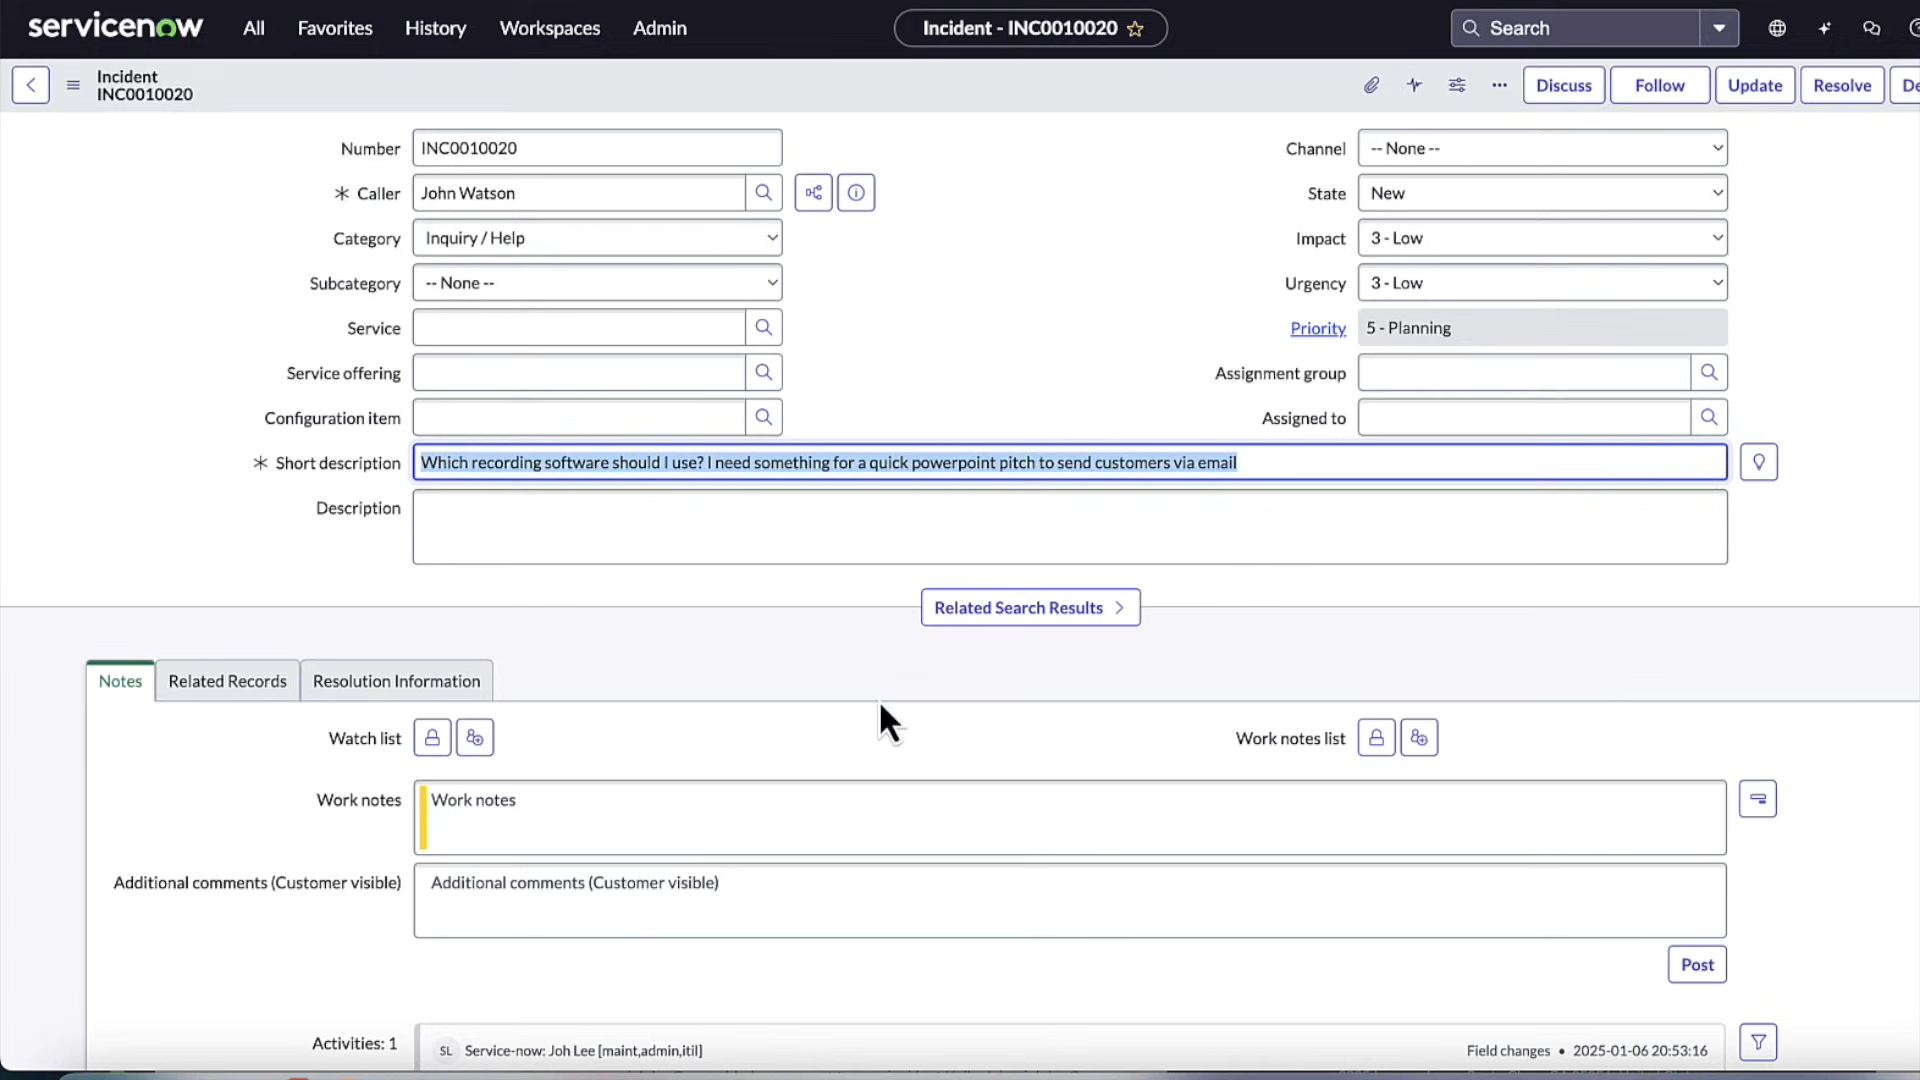 servicenow All Favorites History Workspaces Admin Incident - INC0010020 Search
Incident
INC0010020
Discuss Follow Update Resolve
Number INC0010020 Channel -- None --
Caller John Watson State New
Category Inquiry / Help Impact 3 - Low
Subcategory -- None -- Urgency 3 - Low
Service Priority 5 - Planning
Service offering Assignment group
Configuration item Assigned to
Short description Which recording software should I use? I need something for a quick powerpoint pitch to send customers via email
Description
Related Search Results
Notes Related Records Resolution Information
Watch list Work notes list
Work notes Work notes
Additional comments (Customer visible) Additional comments (Customer visible)
Post
Activities: 1 SL Service-now: Joh Lee [maint,admin,itil] Field changes • 2025-01-06 20:53:16